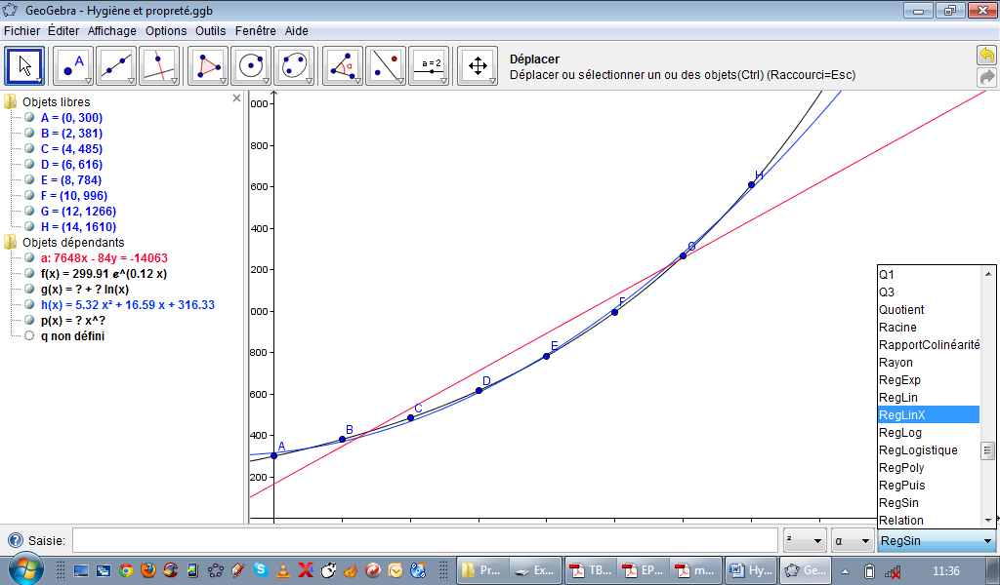 GeoGebra - Hygiène et propreté.ggb
Fichier Éditer Affichage Options Outils Fenêtre Aide
A
α
a = 2
Déplacer
Déplacer ou sélectionner un ou des objets(Ctrl) (Raccourci=Esc)
Objets libres
A = (0, 300)
B = (2, 381)
C = (4, 485)
D = (6, 616)
E = (8, 784)
F = (10, 996)
G = (12, 1266)
H = (14, 1610)
Objets dépendants
a: 7648x - 84y = -14063
f(x) = 299.91 ℯ^(0.12 x)
g(x) = ? + ? ln(x)
h(x) = 5.32 x² + 16.59 x + 316.33
p(x) = ? x^?
q non défini
000
800
600
400
200
000
800
600
400
200
A
B
C
D
E
F
G
H
Q1
Q3
Quotient
Racine
RapportColinéarité
Rayon
RegExp
RegLin
RegLinX
RegLog
RegLogistique
RegPoly
RegPuis
RegSin
Relation
Saisie:
²
α
RegSin
Pr...
Ex...
TB...
EP...
m...
Hy...
Ge...
11:36